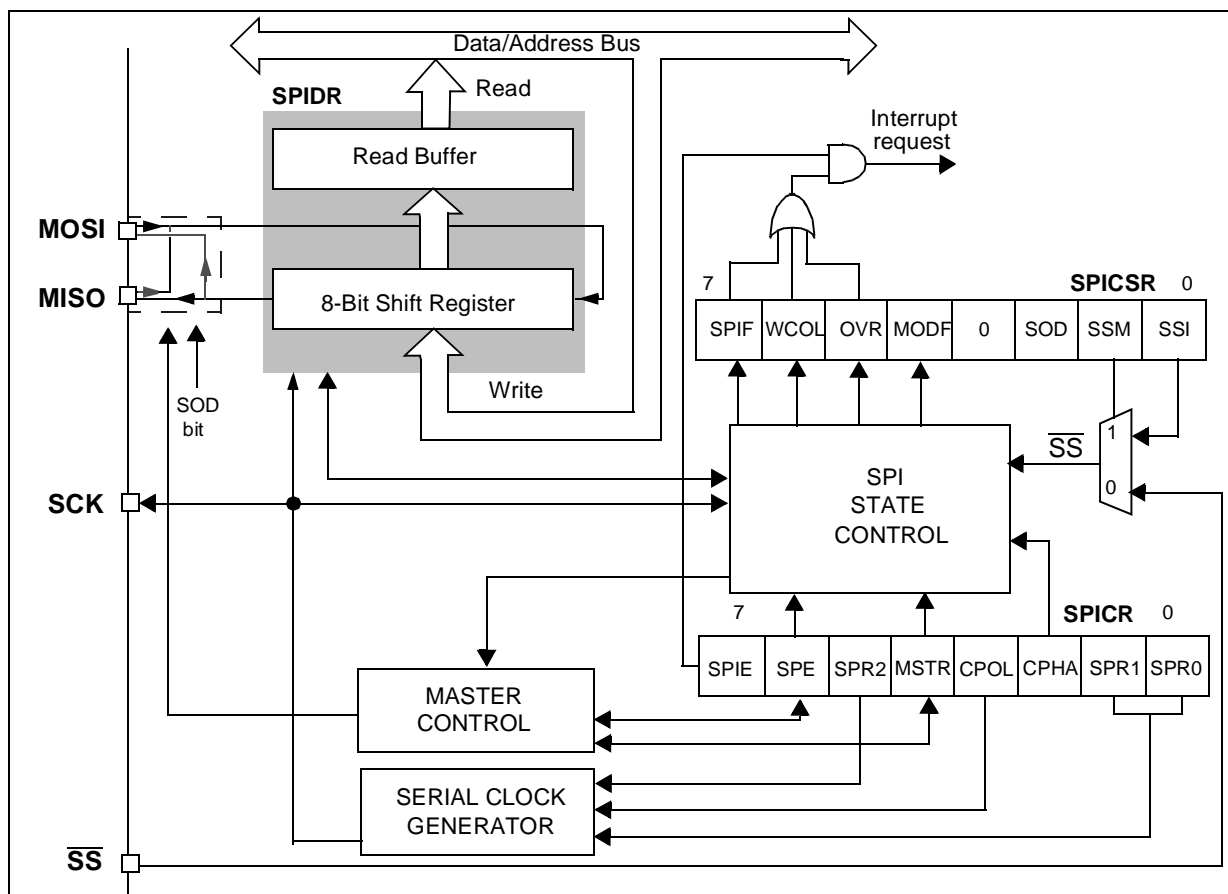 Data/Address Bus
Read
SPIDR
Read Buffer
Interrupt
request
MOSI
MISO
8-Bit Shift Register
7
SPICSR
0
SPIF
WCOL
OVR
MODF
0
SOD
SSM
SSI
Write
SOD
bit
1
SS
0
SCK
SPI
STATE
CONTROL
7
SPICR
0
SPIE
SPE
SPR2
MSTR
CPOL
CPHA
SPR1
SPR0
MASTER
CONTROL
SERIAL CLOCK
GENERATOR
SS